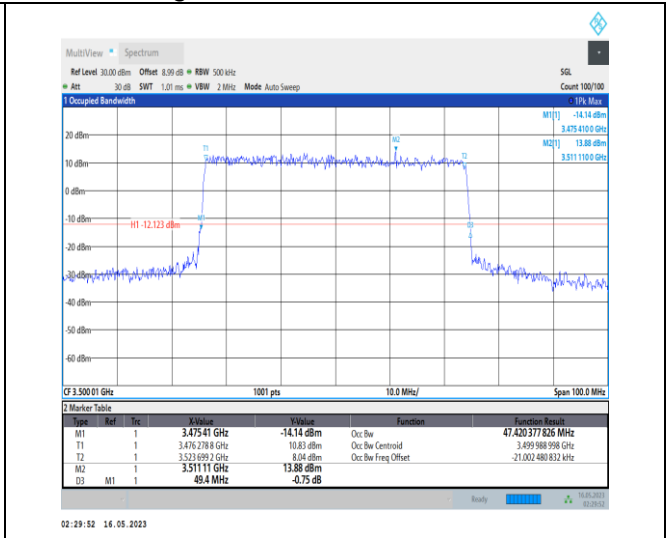 MultiView Spectrum
Ref Level 30.00 dBm Offset 8.99 dB RBW 500 kHz SGL
Att 30 dB SWT 1.01 ms VBW 2 MHz Mode Auto Sweep Count 100/100
1 Occupied Bandwidth 1Pk Max
M1[1] -14.14 dBm
3.475 410 0 GHz
M2[1] 13.88 dBm
3.511 110 0 GHz
20 dBm
M2
T1
T2
10 dBm
0 dBm
-10 dBm
M1
H1 -12.123 dBm
D3
-20 dBm
-30 dBm
-40 dBm
-50 dBm
-60 dBm
CF 3.500 01 GHz 1001 pts 10.0 MHz/ Span 100.0 MHz
2 Marker Table
Type Ref Trc X-Value Y-Value Function Function Result
M1 1 3.475 41 GHz -14.14 dBm Occ Bw 47.420 377 826 MHz
T1 1 3.476 278 8 GHz 10.83 dBm Occ Bw Centroid 3.499 988 998 GHz
T2 1 3.523 699 2 GHz 8.04 dBm Occ Bw Freq Offset -21.002 480 832 kHz
M2 1 3.511 11 GHz 13.88 dBm
D3 M1 1 49.4 MHz -0.75 dB
Ready 16.05.2023
02:29:52
02:29:52 16.05.2023